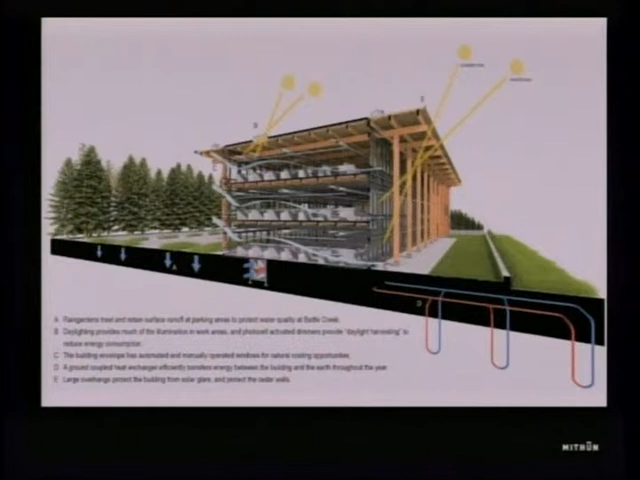 A Raingardens treat and retain surface runoff at parking areas to protect water quality at Battle Creek.
B Daylighting provides much of the illumination in work areas, and photocell activated dimmers provide "daylight harvesting" to
reduce energy consumption.
C The building envelope has automated and manually operated windows for natural cooling opportunities.
D A ground coupled heat exchanger efficiently transfers energy between the building and the earth throughout the year.
E Large overhangs protect the building from solar glare, and protect the cedar walls.
MITHŪN